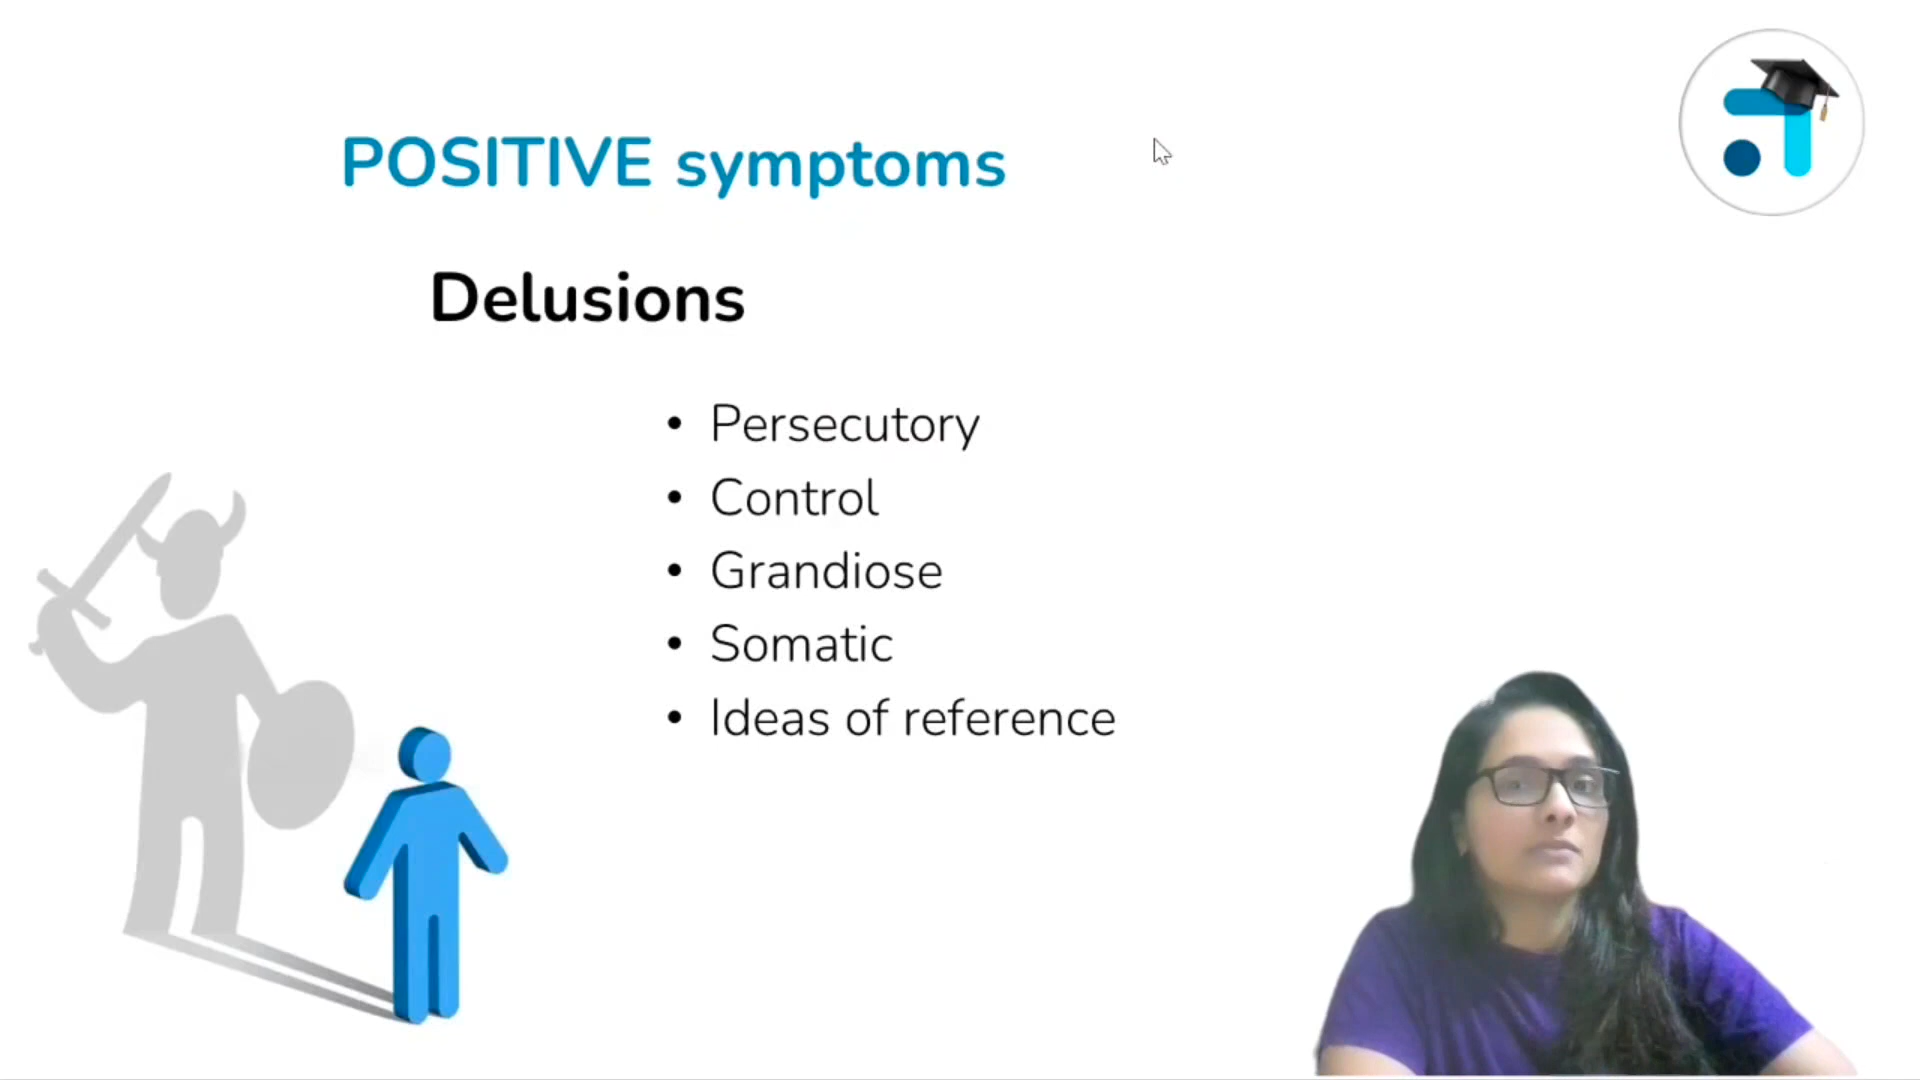 POSITIVE symptoms
Delusions
• Persecutory
• Control
• Grandiose
• Somatic
• Ideas of reference